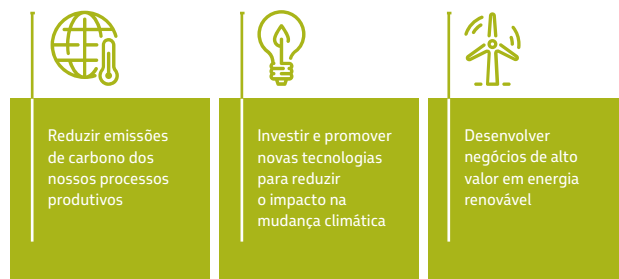 Reduzir emissões
de carbono dos
nossos processos
produtivos
Investir e promover
novas tecnologias
para reduzir
o impacto na
mudança climática
Desenvolver
negócios de alto
valor em energia
renovável